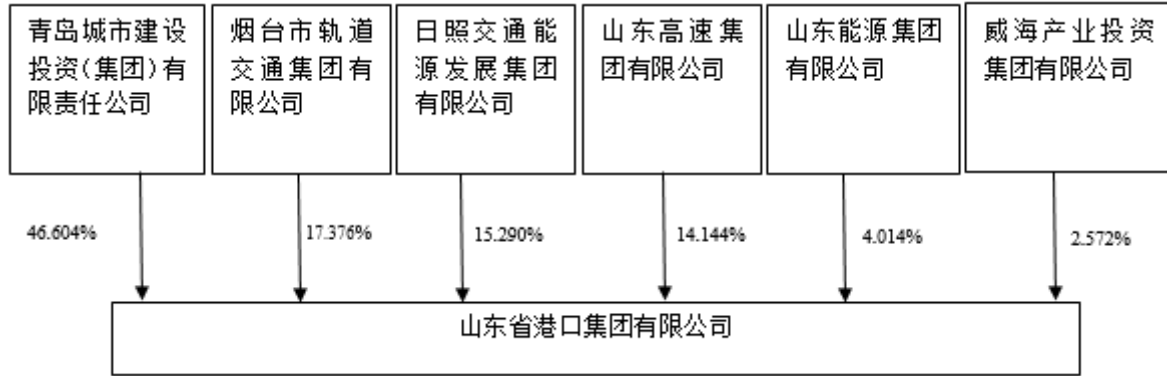 青岛城市建设
投资(集团)有
限责任公司
烟台市轨道
交通集团有
限公司
日照交通能
源发展集团
有限公司
山东高速集
团有限公司
山东能源集团
有限公司
威海产业投资
集团有限公司
46.604%
17.376%
15.290%
14.144%
4.014%
2.572%
山东省港口集团有限公司